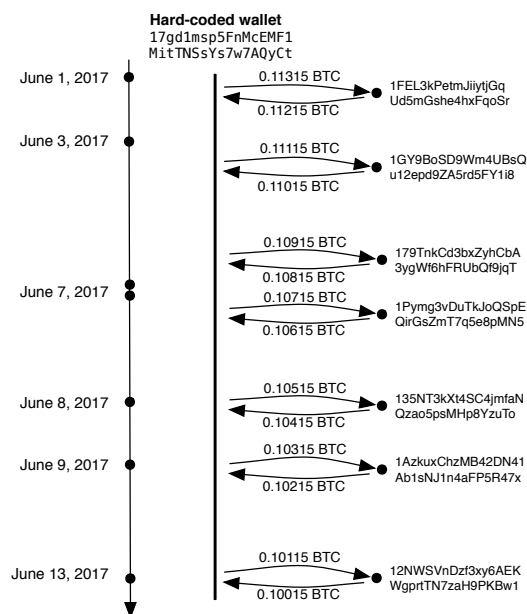 Hard-coded wallet
17gd1msp5FnMcEMF1
MitTNSsYs7w7AQyCt
June 1, 2017
0.11315 BTC
0.11215 BTC
1FEL3kPetmJiiytjGq
Ud5mGshe4hxFqoSr
June 3, 2017
0.11115 BTC
0.11015 BTC
1GY9BoSD9Wm4UBsQ
u12epd9ZA5rd5FY1i8
0.10915 BTC
0.10815 BTC
179TnkCd3bxZyhCbA
3ygWf6hFRUbQf9jqT
June 7, 2017
0.10715 BTC
0.10615 BTC
1Pymg3vDuTkJoQSpE
QirGsZmT7q5e8pMN5
June 8, 2017
0.10515 BTC
0.10415 BTC
135NT3kXt4SC4jmfaN
Qzao5psMHp8YzuTo
June 9, 2017
0.10315 BTC
0.10215 BTC
1AzkuxChzMB42DN41
Ab1sNJ1n4aFP5R47x
June 13, 2017
0.10115 BTC
0.10015 BTC
12NWSVnDzf3xy6AEK
WgprtTN7zaH9PKBw1